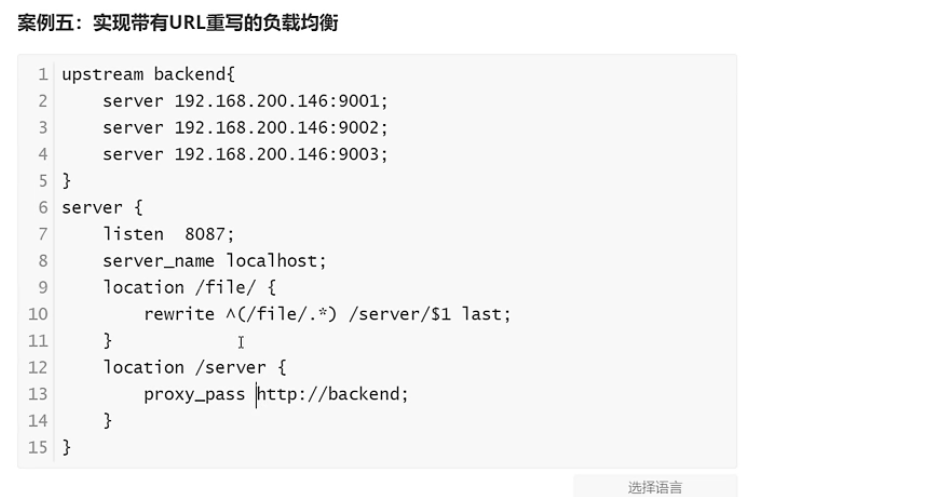 案例五：实现带有URL重写的负载均衡
1 upstream backend{
2     server 192.168.200.146:9001;
3     server 192.168.200.146:9002;
4     server 192.168.200.146:9003;
5 }
6 server {
7     listen  8087;
8     server_name localhost;
9     location /file/ {
10         rewrite ^(/file/.*) /server/$1 last;
11     }
12     location /server {
13         proxy_pass http://backend;
14     }
15 }
选择语言